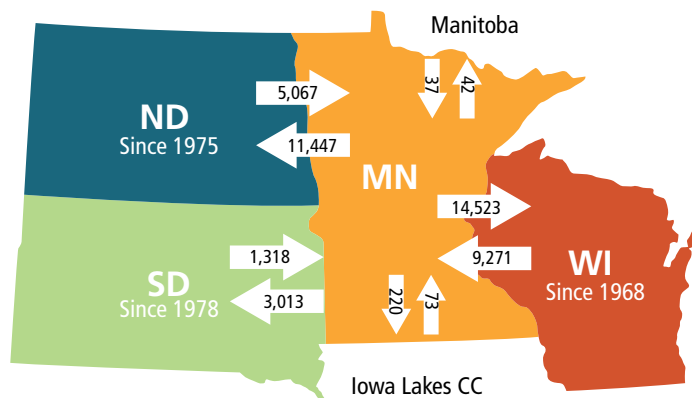 Manitoba
37
42
5,067
ND
Since 1975
11,447
MN
14,523
1,318
9,271
WI
Since 1968
SD
Since 1978
3,013
220
73
Iowa Lakes CC